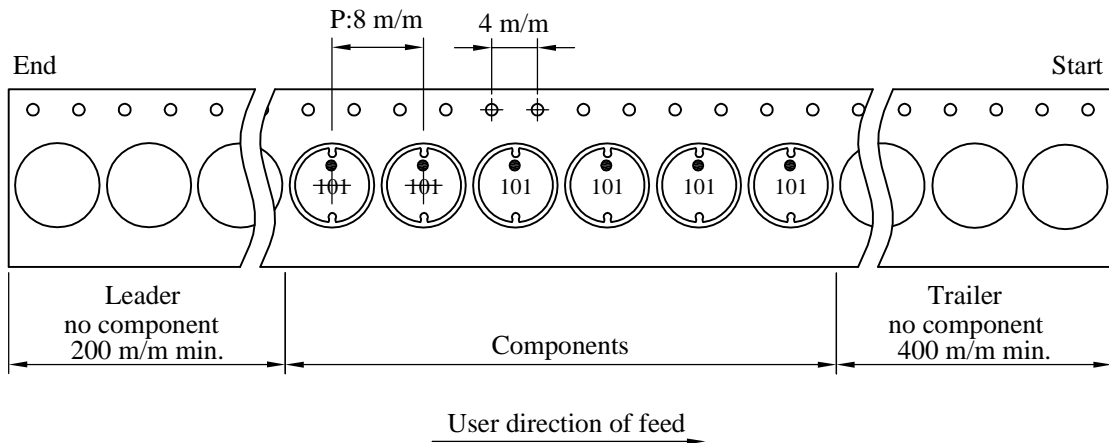 P:8 m/m
4 m/m
End
Start
101 101 101 101 101 101
Leader
no component
200 m/m min.
Components
Trailer
no component
400 m/m min.
User direction of feed